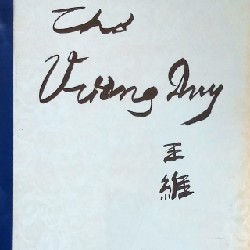 Thơ
Vương Duy
王
維